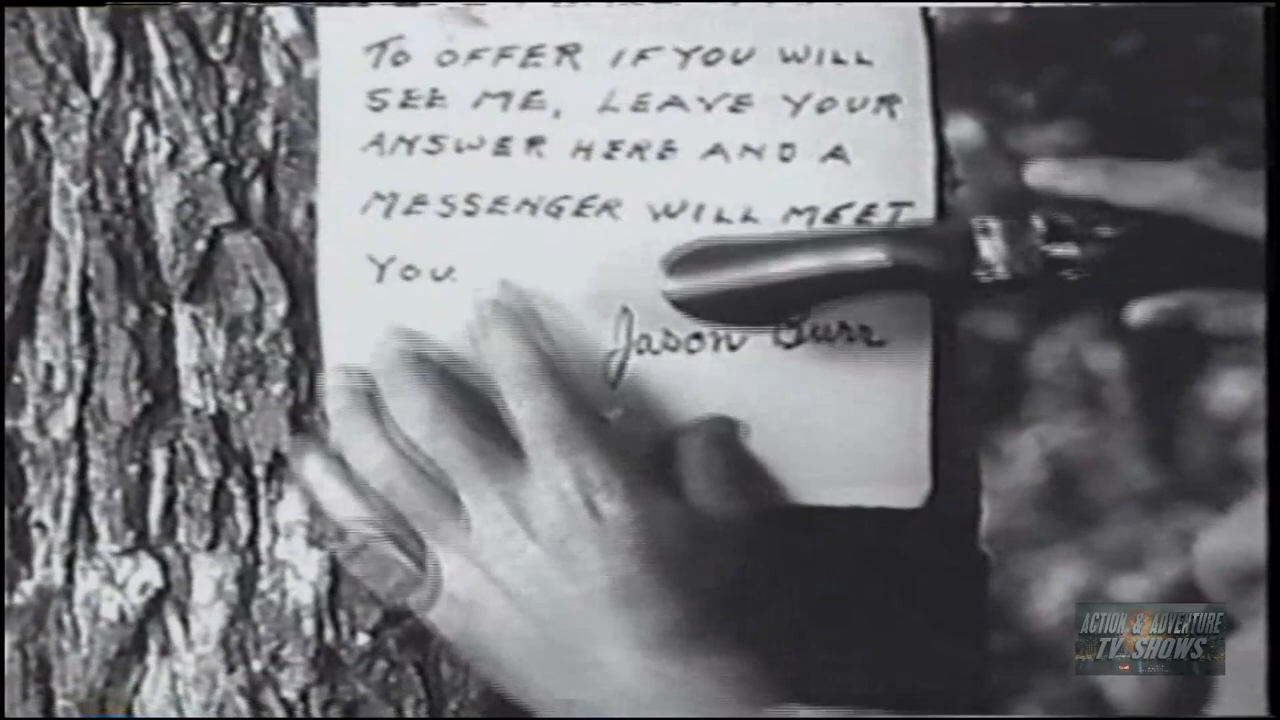 TO OFFER IF YOU WILL
SEE ME, LEAVE YOUR
ANSWER HERE AND A
MESSENGER WILL MEET
YOU.
Jason Burr
ACTION & ADVENTURE
TV SHOWS